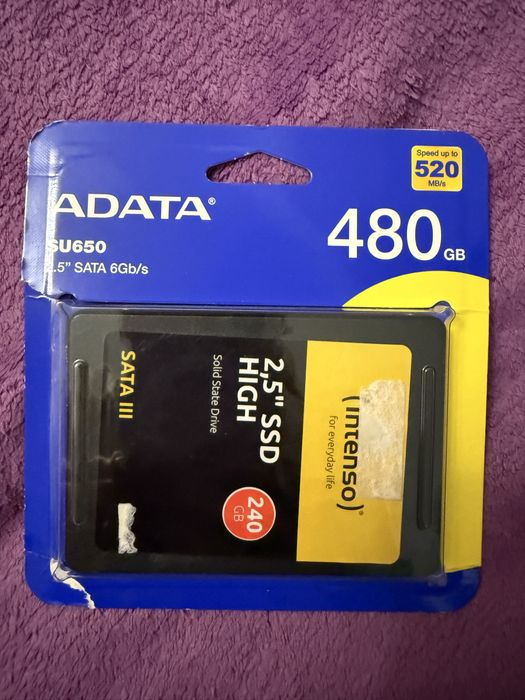 ADATA®
SU650
2.5" SATA 6Gb/s
Speed up to
520
MB/s
480 GB
(intenso)®
for everyday life
2,5" SSD
HIGH
Solid State Drive
240
GB
SATA III